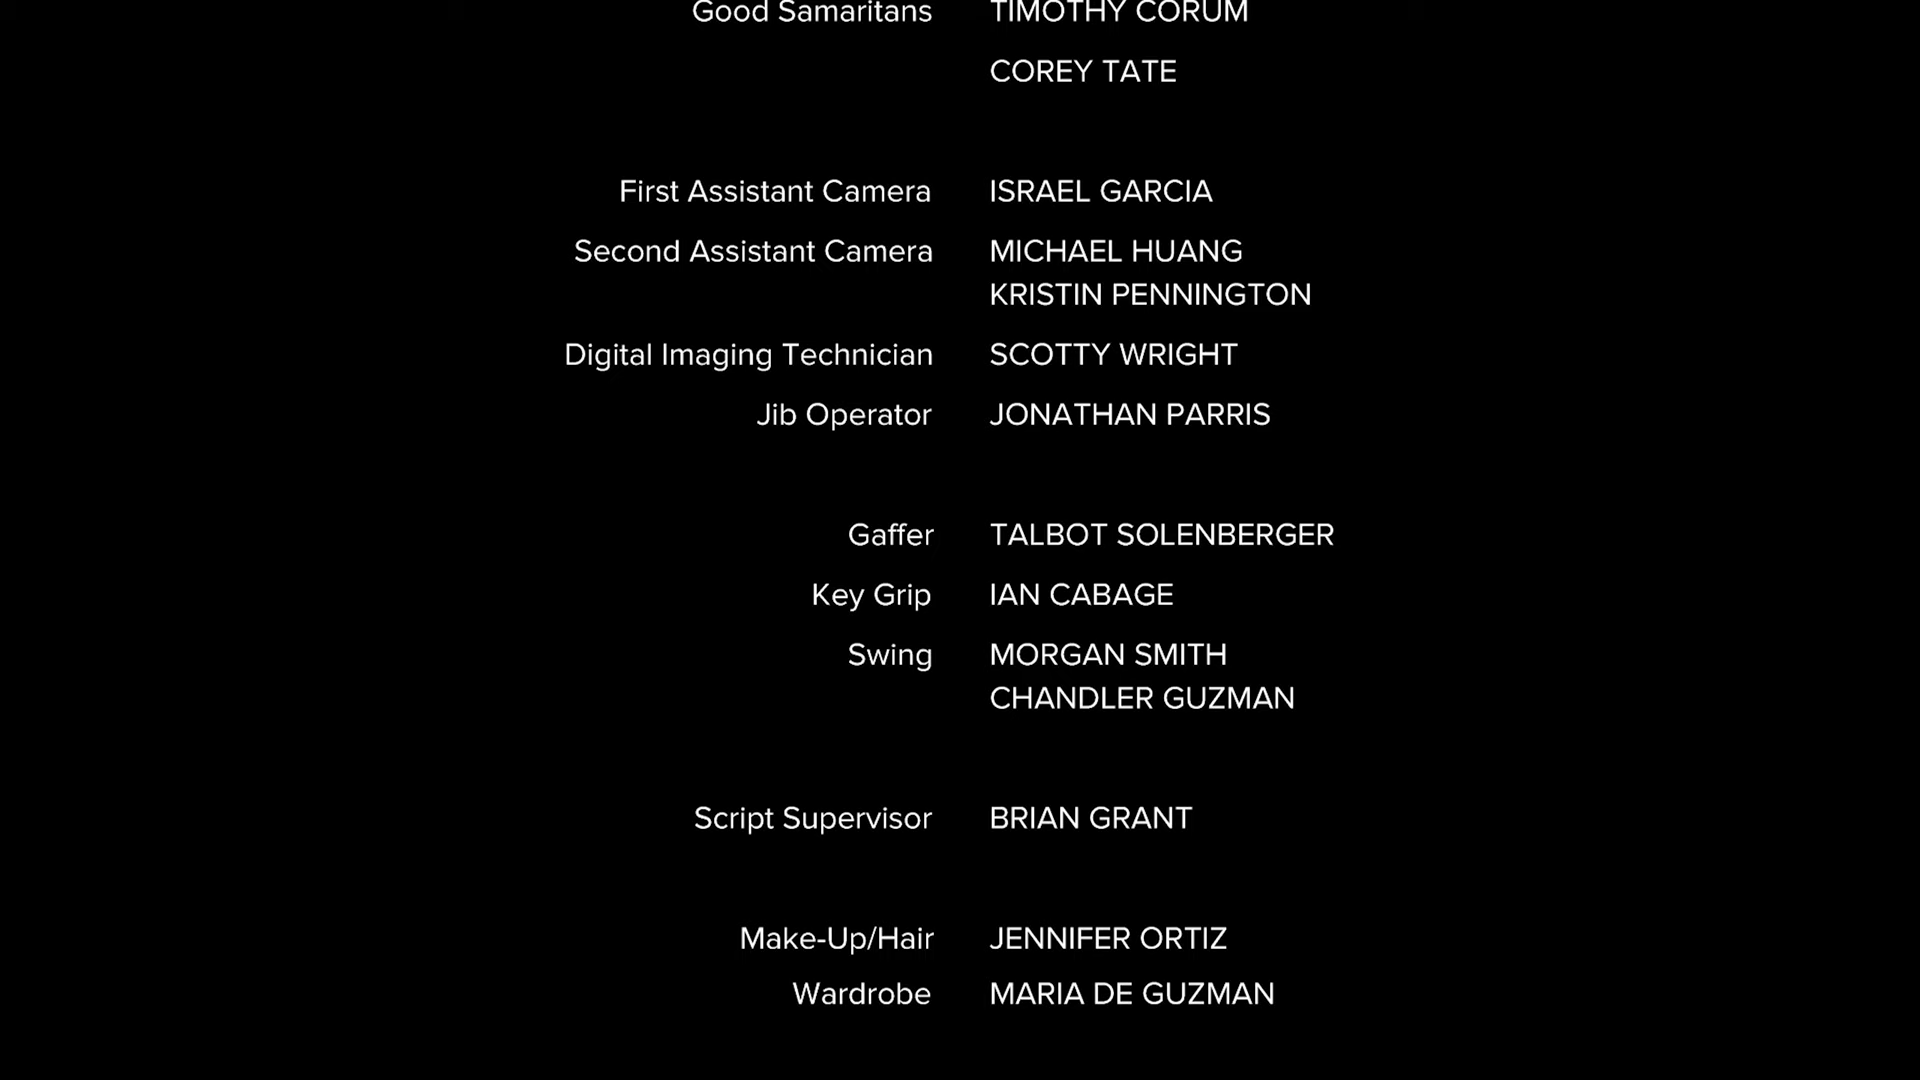 Good Samaritans TIMOTHY CORUM
COREY TATE
First Assistant Camera ISRAEL GARCIA
Second Assistant Camera MICHAEL HUANG
KRISTIN PENNINGTON
Digital Imaging Technician SCOTTY WRIGHT
Jib Operator JONATHAN PARRIS
Gaffer TALBOT SOLENBERGER
Key Grip IAN CABAGE
Swing MORGAN SMITH
CHANDLER GUZMAN
Script Supervisor BRIAN GRANT
Make-Up/Hair JENNIFER ORTIZ
Wardrobe MARIA DE GUZMAN